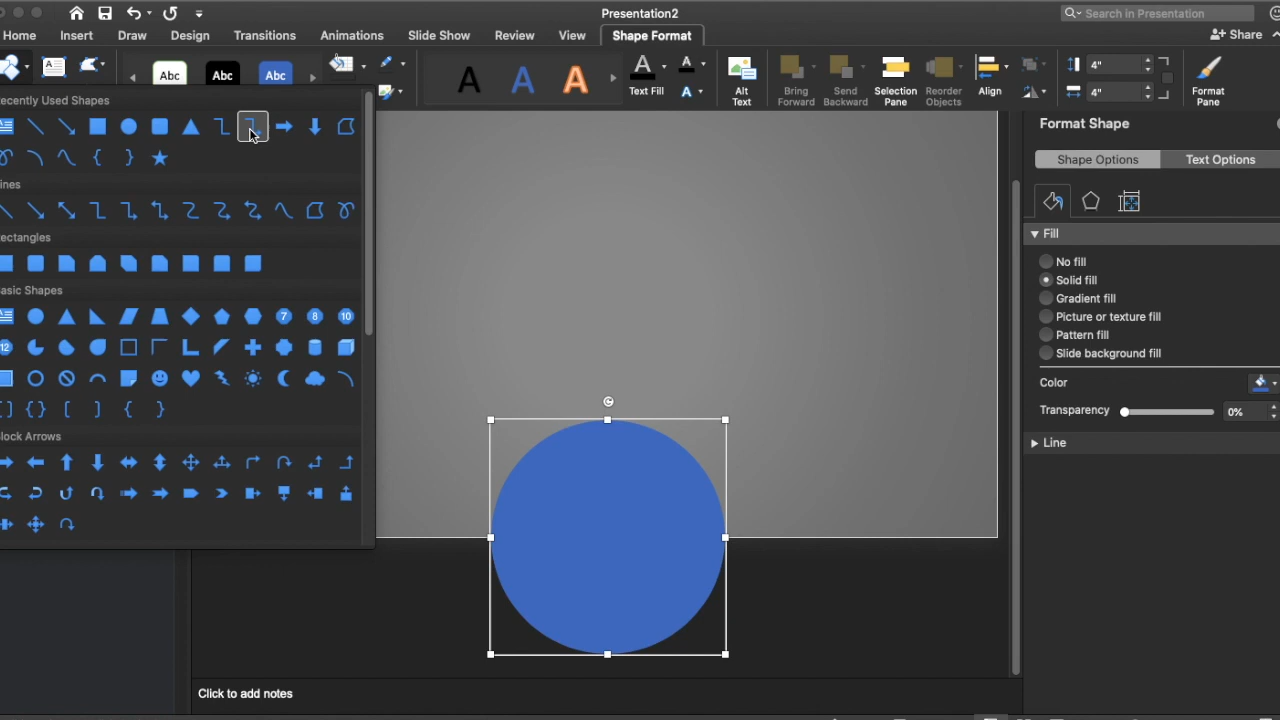 Presentation2
Search in Presentation
Home Insert Draw Design Transitions Animations Slide Show Review View Shape Format
Share
Abc Abc Abc
A A A
Text Fill
Alt Text
Bring Forward
Send Backward
Selection Pane
Reorder Objects
Align
4"
4"
Format Pane
ecently Used Shapes
ines
ectangles
asic Shapes
7 8 10
12
lock Arrows
Format Shape
Shape Options Text Options
Fill
No fill
Solid fill
Gradient fill
Picture or texture fill
Pattern fill
Slide background fill
Color
Transparency 0%
Line
Click to add notes